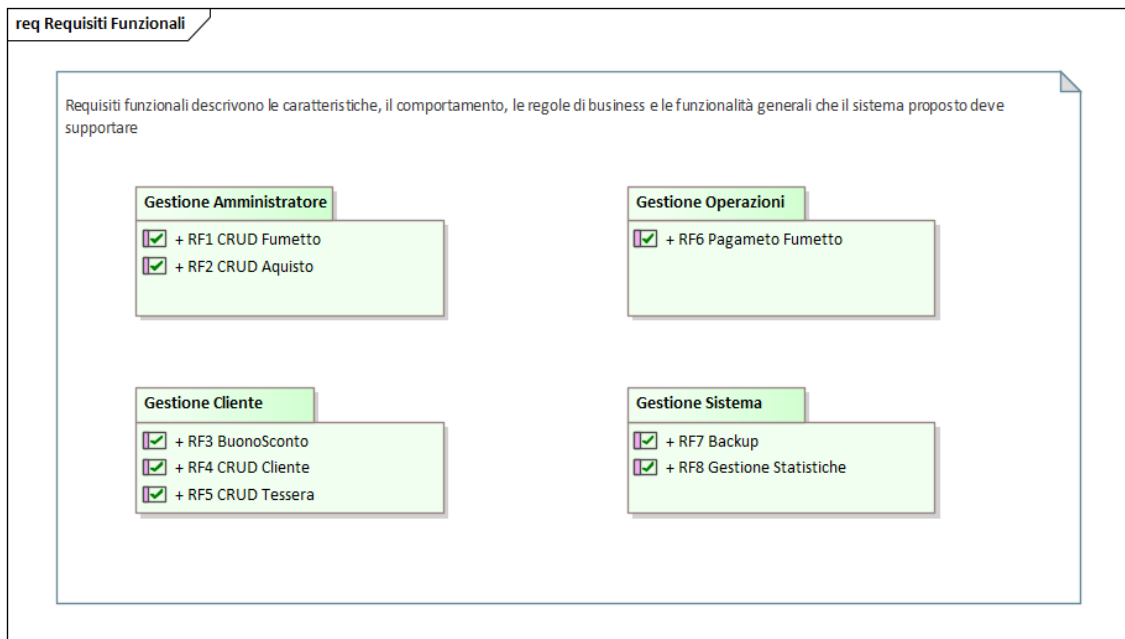 req Requisiti Funzionali
Requisiti funzionali descrivono le caratteristiche, il comportamento, le regole di business e le funzionalità generali che il sistema proposto deve
supportare
Gestione Amministratore
+ RF1 CRUD Fumetto
+ RF2 CRUD Aquisto
Gestione Operazioni
+ RF6 Pagameto Fumetto
Gestione Cliente
+ RF3 BuonoSconto
+ RF4 CRUD Cliente
+ RF5 CRUD Tessera
Gestione Sistema
+ RF7 Backup
+ RF8 Gestione Statistiche